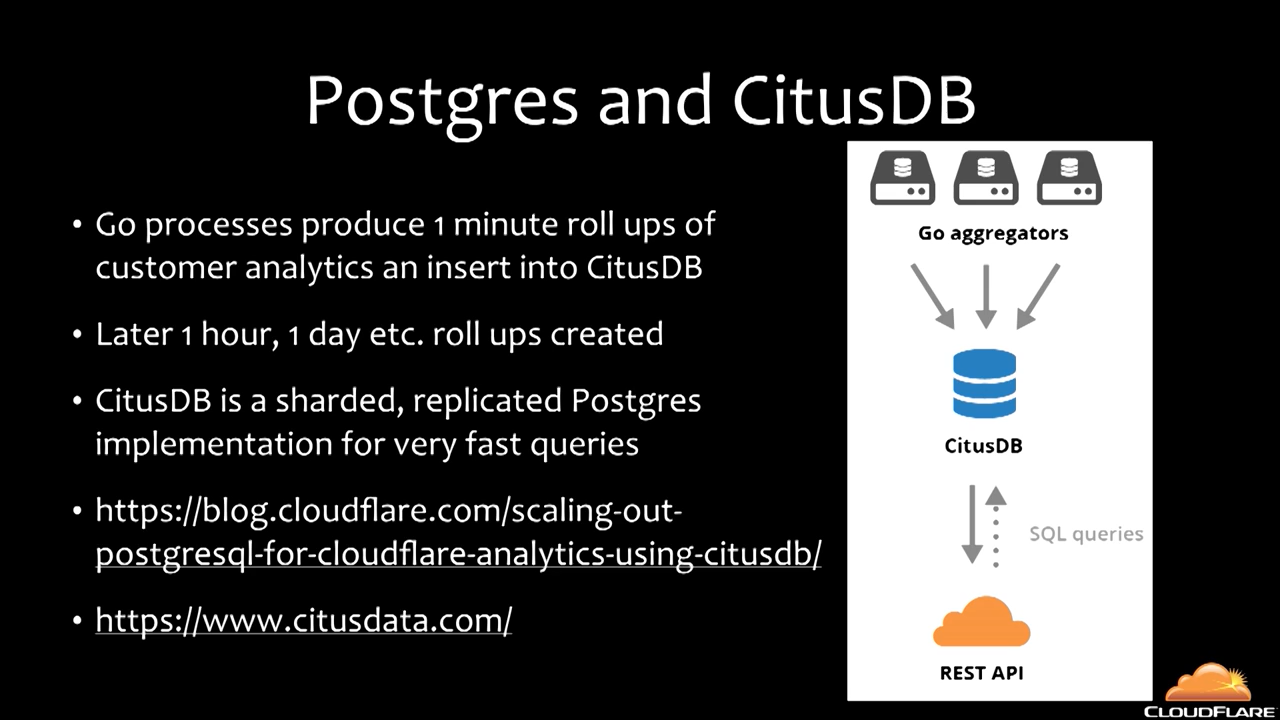 Postgres and CitusDB
• Go processes produce 1 minute roll ups of
customer analytics an insert into CitusDB
• Later 1 hour, 1 day etc. roll ups created
• CitusDB is a sharded, replicated Postgres
implementation for very fast queries
• https://blog.cloudflare.com/scaling-out-
postgresql-for-cloudflare-analytics-using-citusdb/
• https://www.citusdata.com/
Go aggregators
CitusDB
SQL queries
REST API
CLOUDFLARE